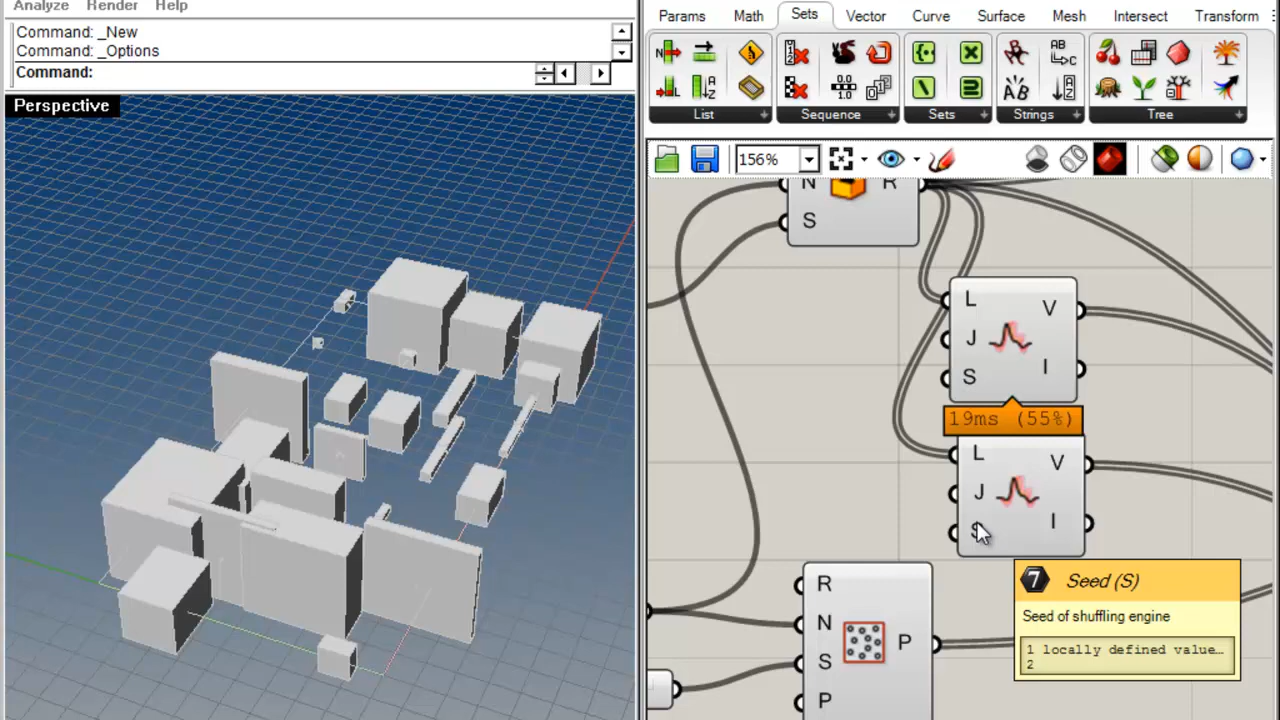 Analyze Render Help
Command: _New
Command: _Options
Command:
Perspective
Params Math Sets Vector Curve Surface Mesh Intersect Transform
List Sequence Sets Strings Tree
156%
N R
S
L V
J
S I
19ms (55%)
L V
J
S I
7 Seed (S)
Seed of shuffling engine
1 locally defined value…
2
R
N
S P
P